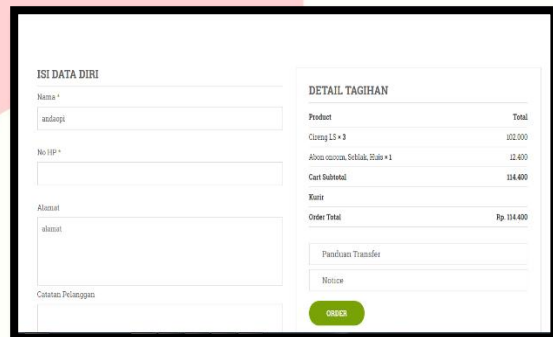 ISI DATA DIRI
Nama *
andaopi
No HP *
Alamat
alamat
Catatan Pelanggan
DETAIL TAGIHAN
Product Total
Cireng LS × 3 102.000
Abon oncom, Seblak, × 1 12.400
Cart Subtotal 114.400
Kurir
Order Total Rp. 114.400
Panduan Transfer
Notice
ORDER